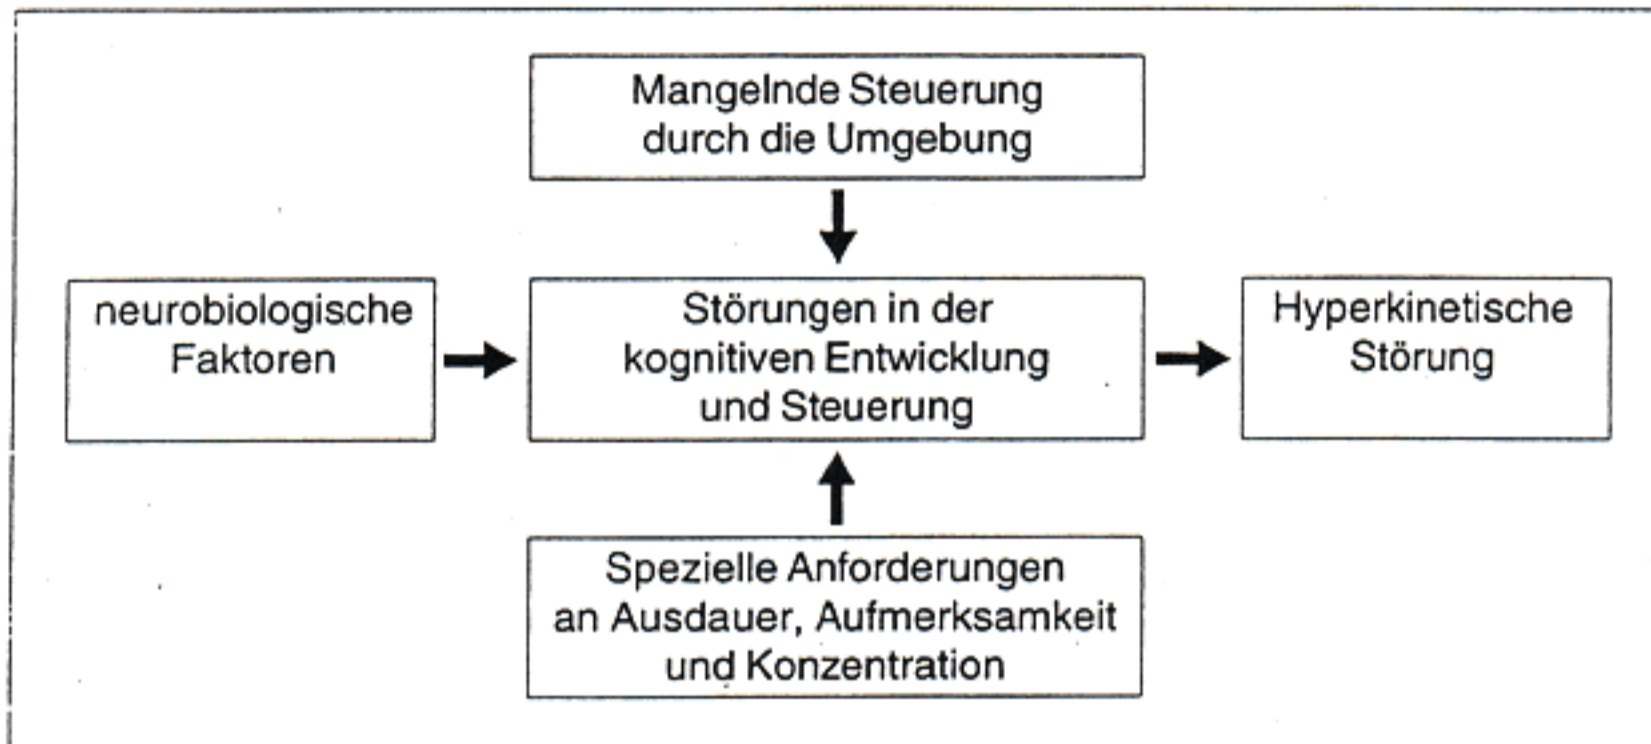 Mangelnde Steuerung
durch die Umgebung
neurobiologische
Faktoren
Störungen in der
kognitiven Entwicklung
und Steuerung
Hyperkinetische
Störung
Spezielle Anforderungen
an Ausdauer, Aufmerksamkeit
und Konzentration